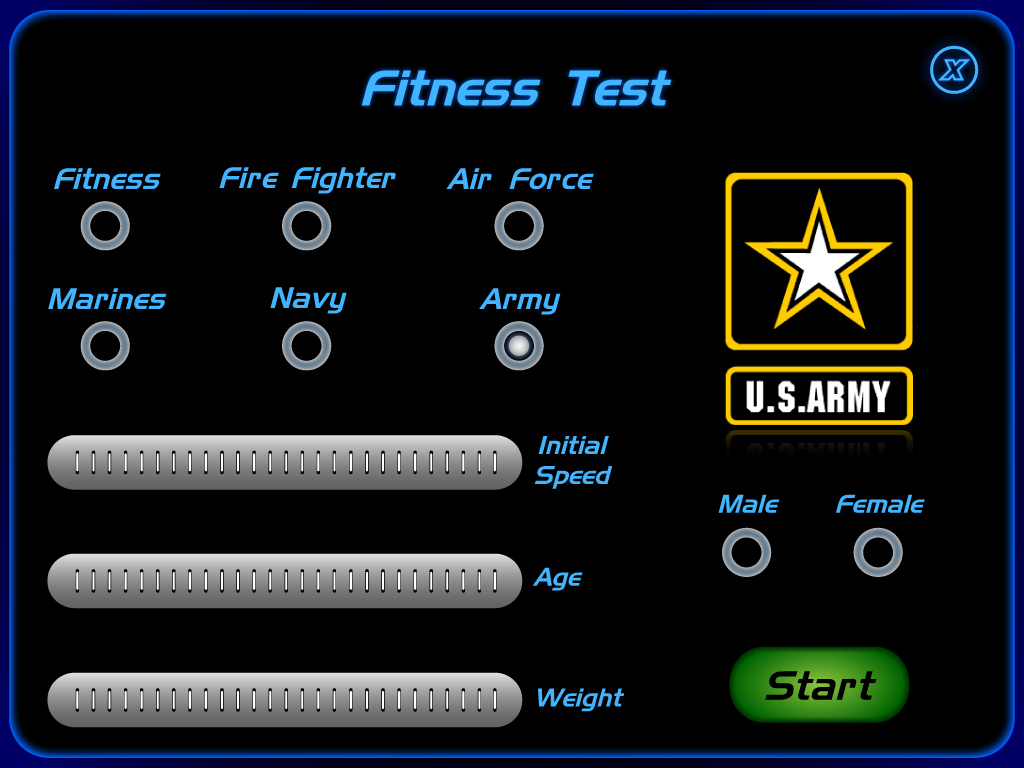 Fitness Test
X
Fitness
Fire Fighter
Air Force
Marines
Navy
Army
U.S.ARMY
Initial
Speed
Male
Female
Age
Weight
Start